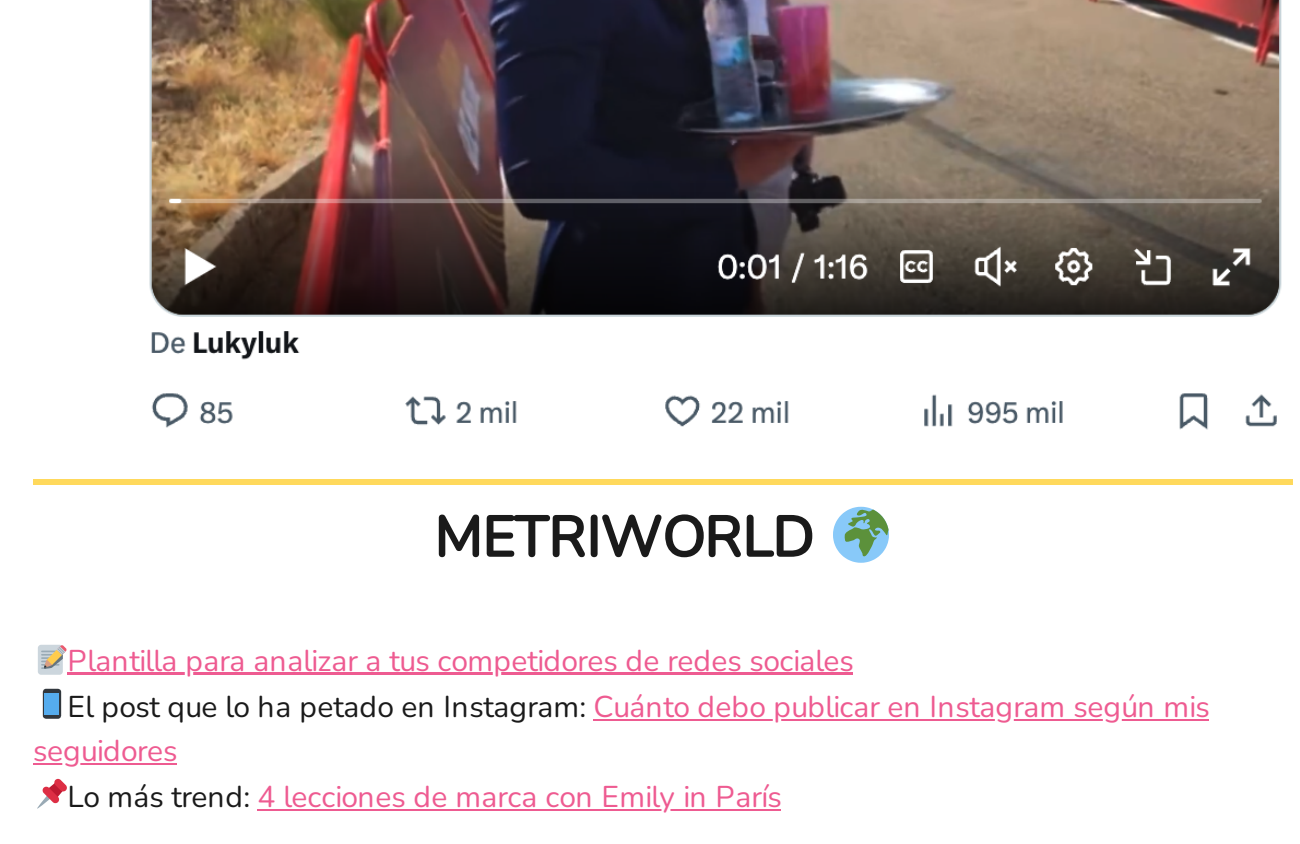 0:01 / 1:16
De Lukyluk
85 2 mil 22 mil 995 mil
METRIWORLD 🌍
📝Plantilla para analizar a tus competidores de redes sociales
📱El post que lo ha petado en Instagram: Cuánto debo publicar en Instagram según mis
seguidores
📌Lo más trend: 4 lecciones de marca con Emily in París